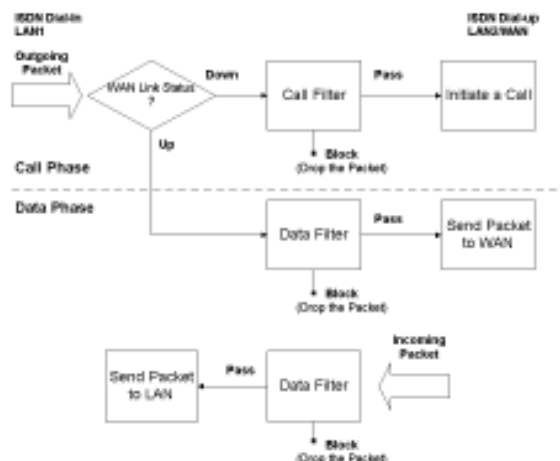 ISDN Dial-in
LAN1
ISDN Dial-up
LAN2/WAN
Outgoing
Packet
WAN Link Status
?
Down
Call Filter
Pass
Initiate a Call
Up
Block
(Drop the Packet)
Call Phase
Data Phase
Data Filter
Pass
Send Packet
to WAN
Block
(Drop the Packet)
Incoming
Packet
Send Packet
to LAN
Pass
Data Filter
Block
(Drop the Packet)